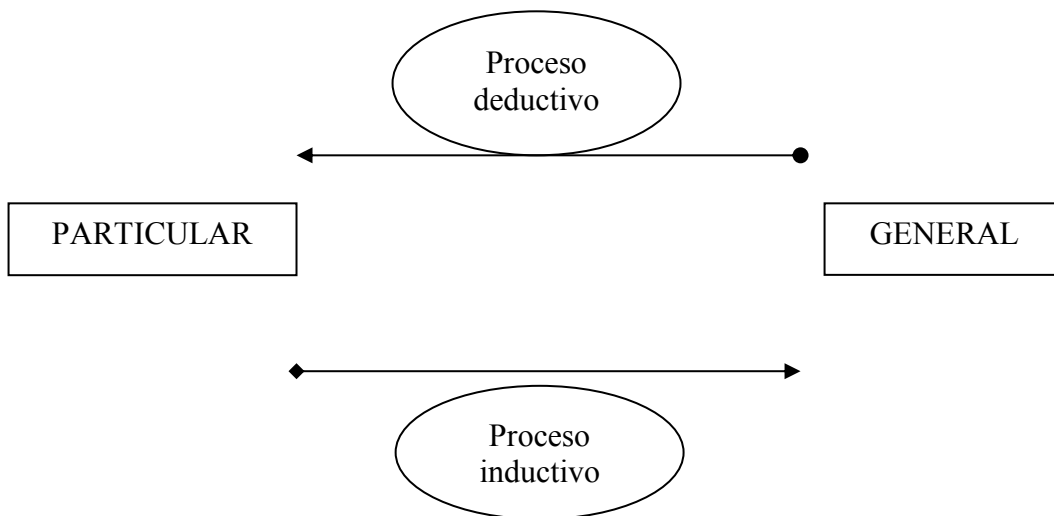 Proceso
deductivo
PARTICULAR
GENERAL
Proceso
inductivo